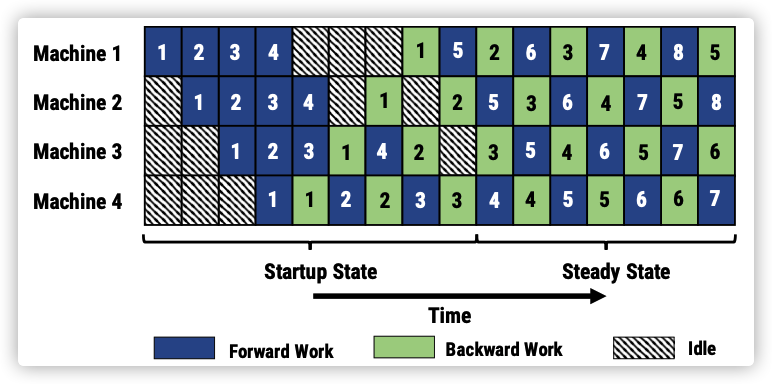 Machine 1 1 2 3 4 1 5 2 6 3 7 4 8 5
Machine 2 1 2 3 4 1 2 5 3 6 4 7 5 8
Machine 3 1 2 3 1 4 2 3 5 4 6 5 7 6
Machine 4 1 1 2 2 3 3 4 4 5 5 6 6 7
Startup State Steady State
Time
Forward Work Backward Work Idle